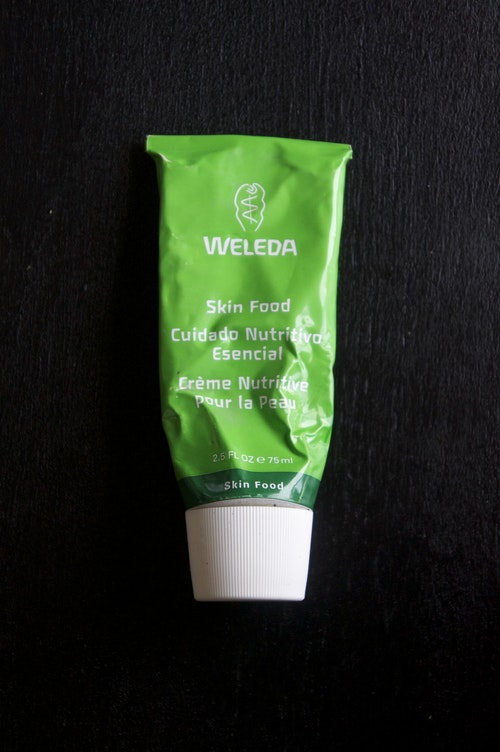 WELEDA
Skin Food
Cuidado Nutritivo
Esencial
Crème Nutritive
Pour la Peau
2.5 FL OZ e 75 ml
Skin Food